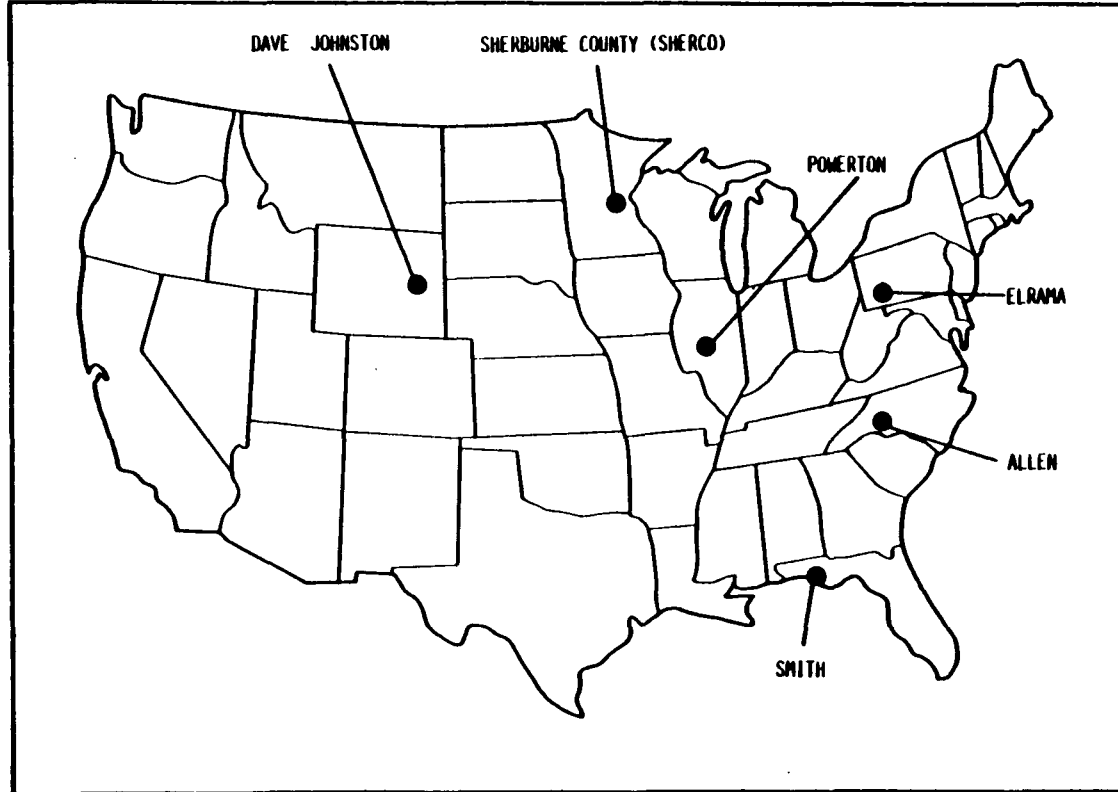 DAVE JOHNSTON
SHERBURNE COUNTY (SHERCO)
POWERTON
ELRAMA
ALLEN
SMITH